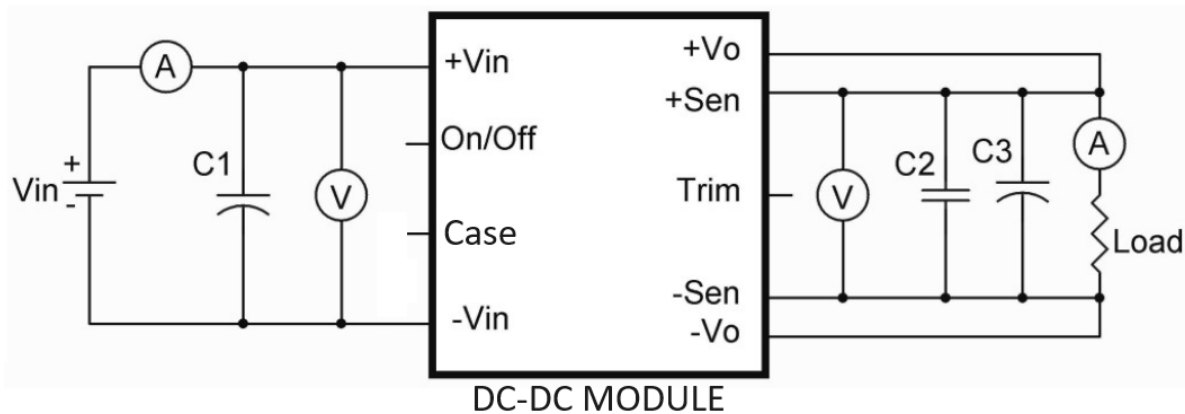 A
+Vo
+Vin
+Sen
On/Off
A
C1
C2
C3
+
Vin
-
V
Trim
V
Case
Load
-Sen
-Vin
-Vo
DC-DC MODULE